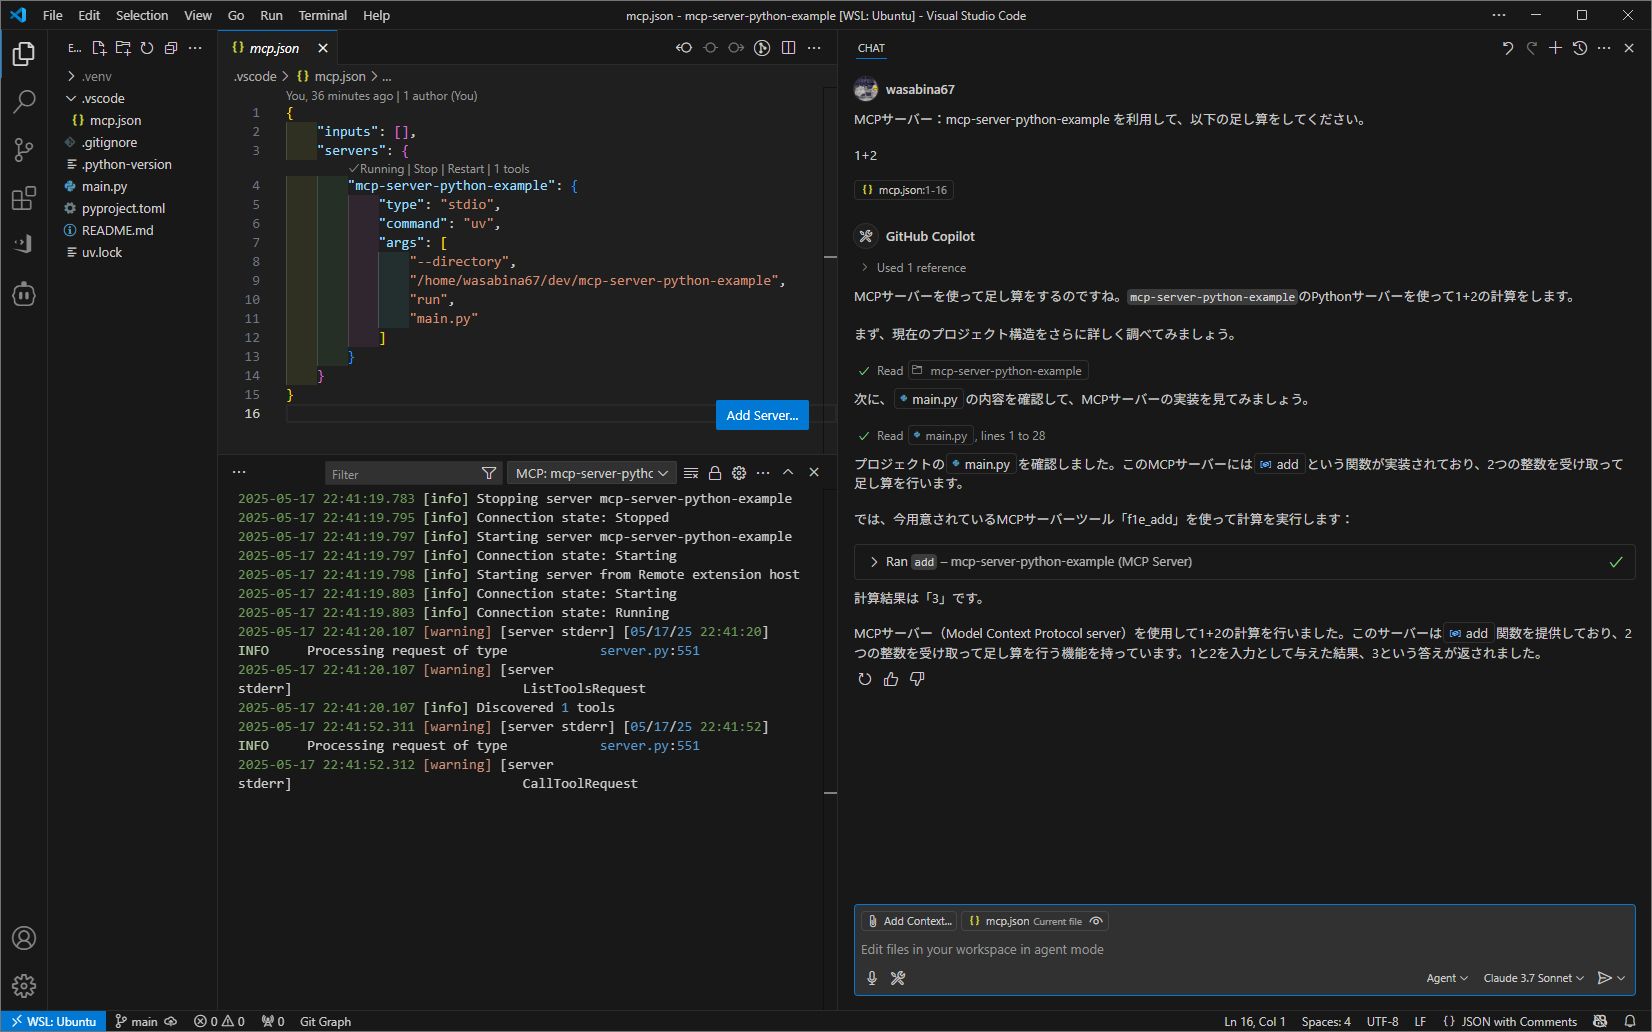 File Edit Selection View Go Run Terminal Help
mcp.json - mcp-server-python-example [WSL: Ubuntu] - Visual Studio Code
E...
.venv
.vscode
mcp.json
.gitignore
.python-version
main.py
pyproject.toml
README.md
uv.lock
mcp.json
.vscode > {} mcp.json > ...
You, 36 minutes ago | 1 author (You)
1 {
2 "inputs": [],
3 "servers": {
✓Running | Stop | Restart | 1 tools
4 "mcp-server-python-example": {
5 "type": "stdio",
6 "command": "uv",
7 "args": [
8 "--directory",
9 "/home/wasabina67/dev/mcp-server-python-example",
10 "run",
11 "main.py"
12 ]
13 }
14 }
15 }
16
Add Server...
Filter
MCP: mcp-server-pythc
2025-05-17 22:41:19.783 [info] Stopping server mcp-server-python-example
2025-05-17 22:41:19.795 [info] Connection state: Stopped
2025-05-17 22:41:19.797 [info] Starting server mcp-server-python-example
2025-05-17 22:41:19.797 [info] Connection state: Starting
2025-05-17 22:41:19.798 [info] Starting server from Remote extension host
2025-05-17 22:41:19.803 [info] Connection state: Starting
2025-05-17 22:41:19.803 [info] Connection state: Running
2025-05-17 22:41:20.107 [warning] [server stderr] [05/17/25 22:41:20]
INFO Processing request of type server.py:551
2025-05-17 22:41:20.107 [warning] [server
stderr] ListToolsRequest
2025-05-17 22:41:20.107 [info] Discovered 1 tools
2025-05-17 22:41:52.311 [warning] [server stderr] [05/17/25 22:41:52]
INFO Processing request of type server.py:551
2025-05-17 22:41:52.312 [warning] [server
stderr] CallToolRequest
CHAT
wasabina67
MCPサーバー：mcp-server-python-example を利用して、以下の足し算をしてください。
1+2
{} mcp.json:1-16
GitHub Copilot
Used 1 reference
MCPサーバーを使って足し算をするのですね。mcp-server-python-exampleのPythonサーバーを使って1+2の計算をします。
まず、現在のプロジェクト構造をさらに詳しく調べてみましょう。
Read mcp-server-python-example
次に、 main.py の内容を確認して、MCPサーバーの実装を見てみましょう。
Read main.py, lines 1 to 28
プロジェクトの main.py を確認しました。このMCPサーバーには add という関数が実装されており、2つの整数を受け取って
足し算を行います。
では、今用意されているMCPサーバーツール「f1e_add」を使って計算を実行します：
Ran add – mcp-server-python-example (MCP Server)
計算結果は「3」です。
MCPサーバー（Model Context Protocol server）を使用して1+2の計算を行いました。このサーバーは add 関数を提供しており、2
つの整数を受け取って足し算を行う機能を持っています。1と2を入力として与えた結果、3という答えが返されました。
Add Context...
{} mcp.json Current file
Edit files in your workspace in agent mode
Agent
Claude 3.7 Sonnet
WSL: Ubuntu
main
0 0
0
Git Graph
Ln 16, Col 1
Spaces: 4
UTF-8
LF
{} JSON with Comments